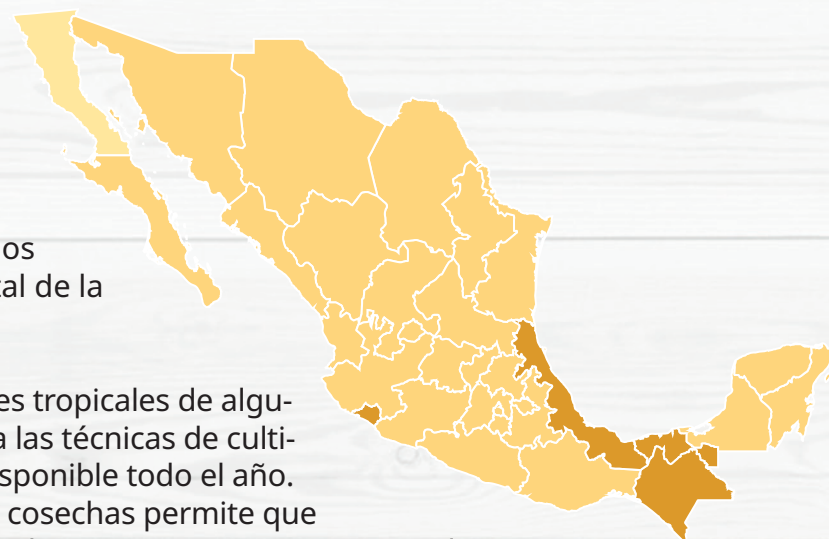 os
tal de la
es tropicales de algu-
a las técnicas de culti-
sponible todo el año.
cosechas permite que